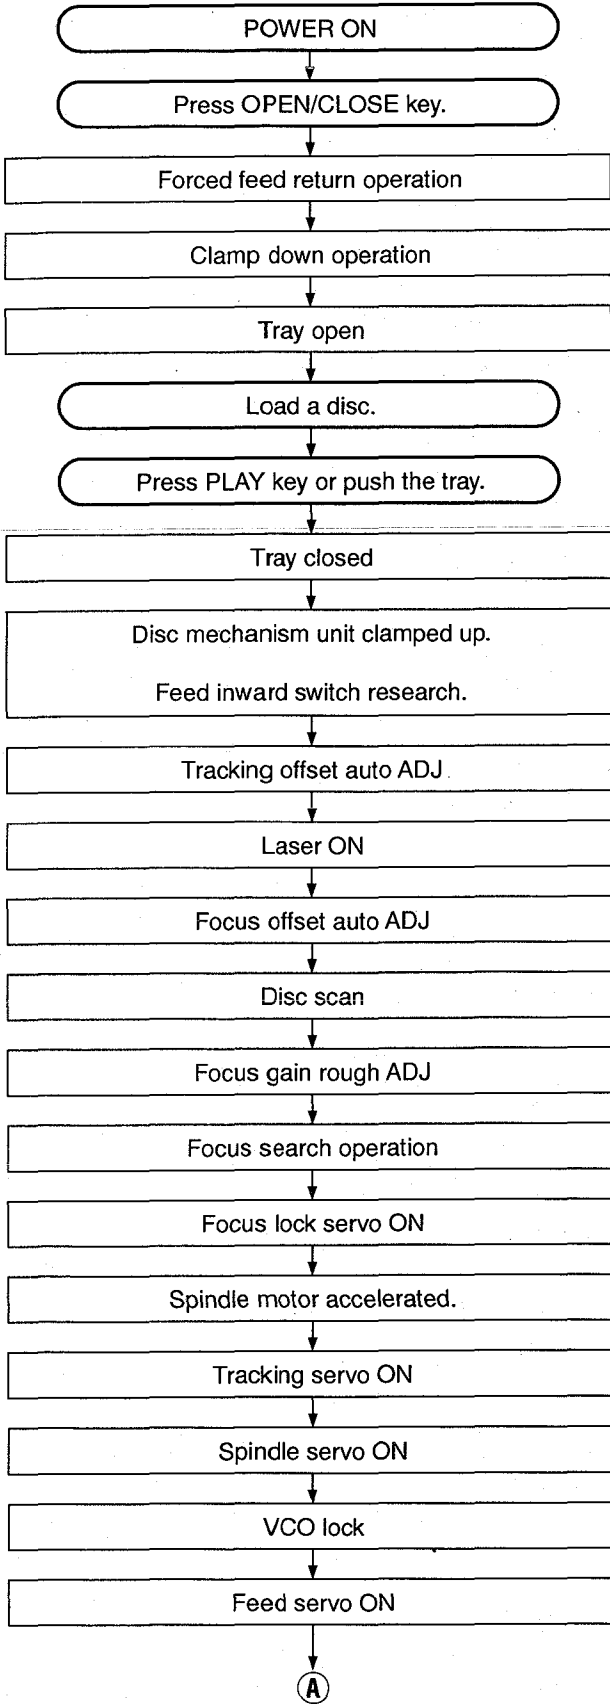 POWER ON
Press OPEN/CLOSE key.
Forced feed return operation
Clamp down operation
Tray open
Load a disc.
Press PLAY key or push the tray.
Tray closed
Disc mechanism unit clamped up.
Feed inward switch research.
Tracking offset auto ADJ
Laser ON
Focus offset auto ADJ
Disc scan
Focus gain rough ADJ
Focus search operation
Focus lock servo ON
Spindle motor accelerated.
Tracking servo ON
Spindle servo ON
VCO lock
Feed servo ON
A